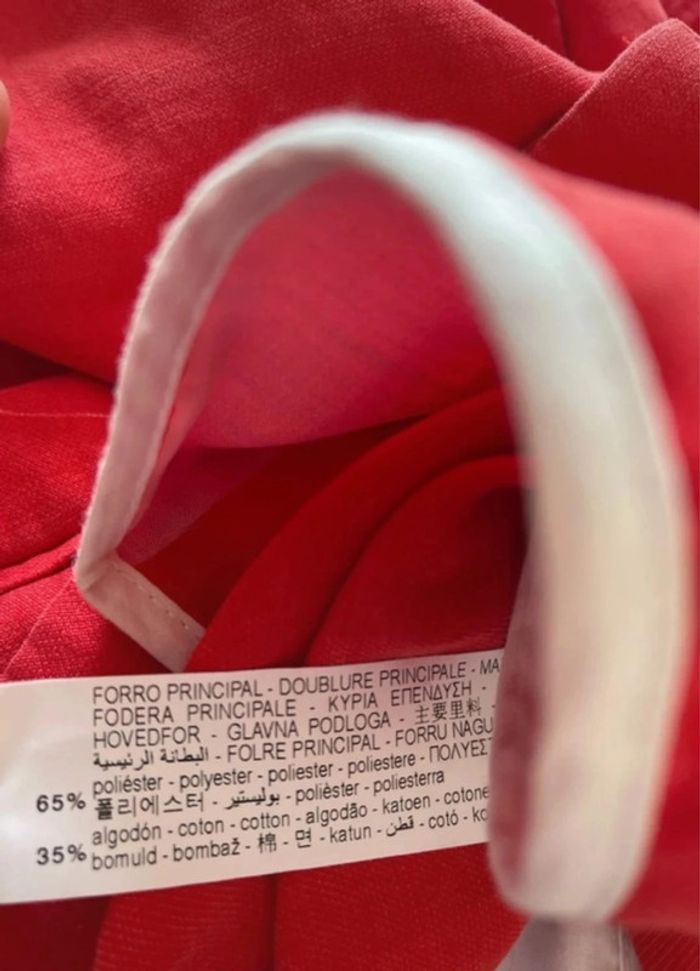 FORRO PRINCIPAL - DOUBLURE PRINCIPALE - MA
FODERA PRINCIPALE - ΚΥΡΙΑ ΕΠΕΝΔΥΣΗ -
HOVEDFOR - GLAVNA PODLOGA - 主要里料 -
البطانة الرئيسية - FOLRE PRINCIPAL - FORRU NAGU
poliéster - polyester - poliester - poliestere - ΠΟΛΥΕΣΤ
65% 폴리에스터 - بوليستير - polièster - poliesterra
algodón - coton - cotton - algodão - katoen - cotone
35% bomuld - bombaž - 棉 - 면 - katun - قطن - cotó - ko